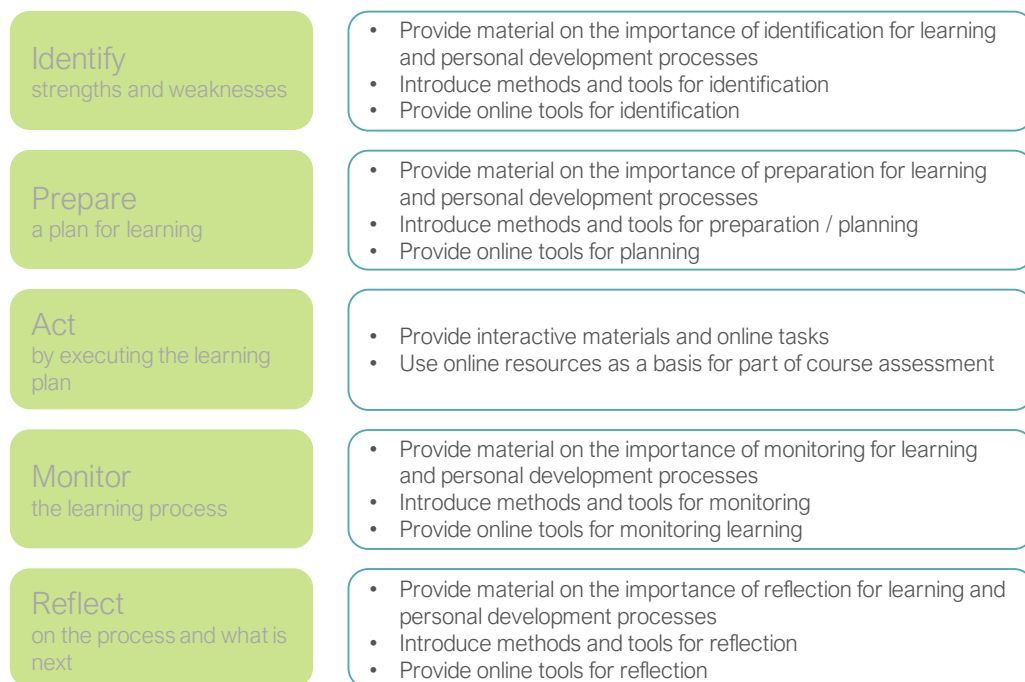 Identify
strengths and weaknesses
• Provide material on the importance of identification for learning
and personal development processes
• Introduce methods and tools for identification
• Provide online tools for identification
Prepare
a plan for learning
• Provide material on the importance of preparation for learning
and personal development processes
• Introduce methods and tools for preparation / planning
• Provide online tools for planning
Act
by executing the learning
plan
• Provide interactive materials and online tasks
• Use online resources as a basis for part of course assessment
Monitor
the learning process
• Provide material on the importance of monitoring for learning
and personal development processes
• Introduce methods and tools for monitoring
• Provide online tools for monitoring learning
Reflect
on the process and what is
next
• Provide material on the importance of reflection for learning and
personal development processes
• Introduce methods and tools for reflection
• Provide online tools for reflection